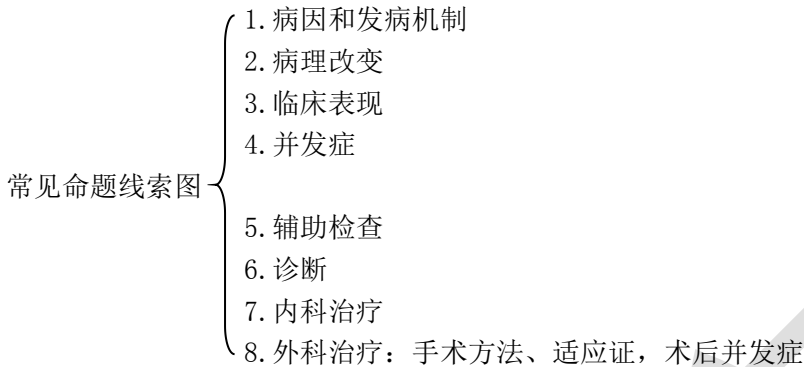 1.病因和发病机制
2.病理改变
3.临床表现
4.并发症
常见命题线索图
5.辅助检查
6.诊断
7.内科治疗
8.外科治疗：手术方法、适应证，术后并发症